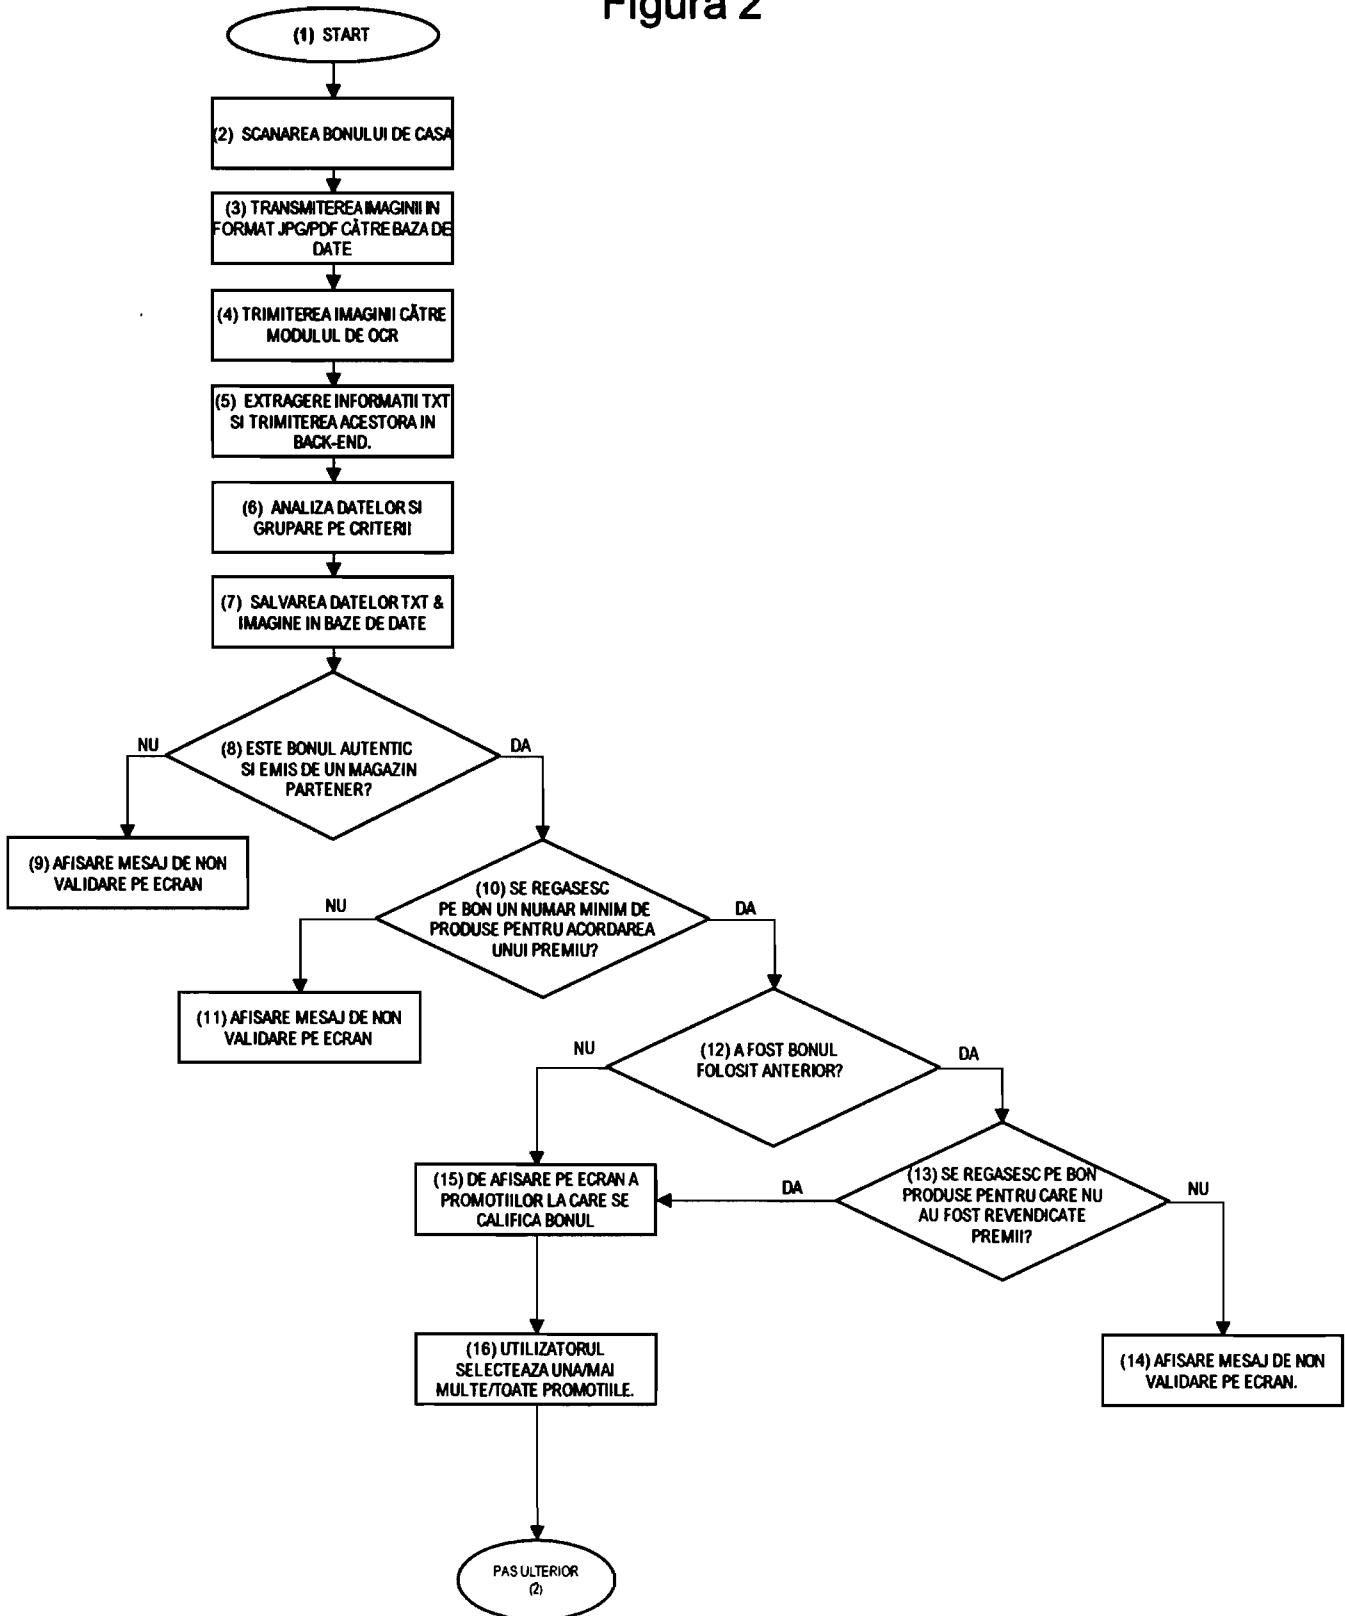 Figura 2
(1) START
(2) SCANAREA BONULUI DE CASA
(3) TRANSMITEREA IMAGINII IN
FORMAT JPG/PDF CĂTRE BAZA DE
DATE
(4) TRIMITEREA IMAGINII CĂTRE
MODULUL DE OCR
(5) EXTRAGERE INFORMATII TXT
SI TRIMITEREA ACESTORA IN
BACK-END.
(6) ANALIZA DATELOR SI
GRUPARE PE CRITERII
(7) SALVAREA DATELOR TXT &
IMAGINE IN BAZE DE DATE
(8) ESTE BONUL AUTENTIC
SI EMIS DE UN MAGAZIN
PARTENER?
NU
DA
(9) AFISARE MESAJ DE NON
VALIDARE PE ECRAN
(10) SE REGASESC
PE BON UN NUMAR MINIM DE
PRODUSE PENTRU ACORDAREA
UNUI PREMIU?
NU
DA
(11) AFISARE MESAJ DE NON
VALIDARE PE ECRAN
(12) A FOST BONUL
FOLOSIT ANTERIOR?
NU
DA
(13) SE REGASESC PE BON
PRODUSE PENTRU CARE NU
AU FOST REVENDICATE
PREMII?
DA
NU
(15) DE AFISARE PE ECRAN A
PROMOTIILOR LA CARE SE
CALIFICA BONUL
(14) AFISARE MESAJ DE NON
VALIDARE PE ECRAN.
(16) UTILIZATORUL
SELECTEAZA UNA/MAI
MULTE/TOATE PROMOTIILE.
PAS ULTERIOR
(2)